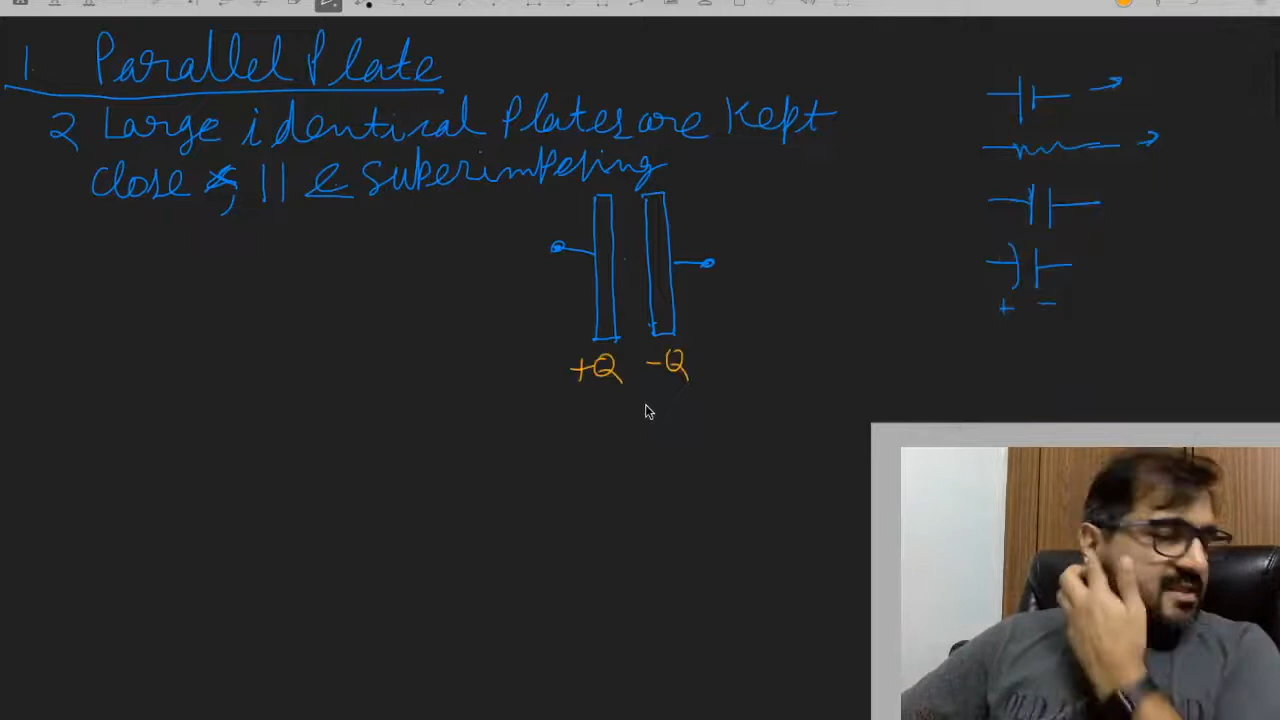 1. Parallel Plate
2 Large identical Plates are Kept
close, || & Superimposing
+Q -Q
+ -